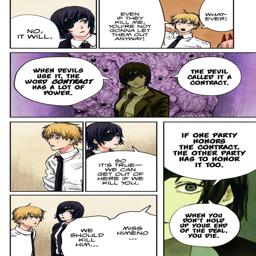 WHAT-
EVER!
EVEN
IF THEY
KILL ME,
YOU'RE NOT
GONNA LET
THEM OUT
ANYWAY!
NO,
IT WILL.
THE DEVIL
CALLED IT A
CONTRACT.
WHEN DEVILS
USE IT, THE
WORD CONTRACT
HAS A LOT OF
POWER.
IF ONE
PARTY
HONORS
THE
CONTRACT,
THE OTHER
PARTY HAS
TO HONOR
IT TOO.
WHEN YOU
DON'T HOLD
UP YOUR
END OF
THE DEAL,
YOU DIE.
SO
IT'S TRUE—
WE CAN
GET OUT OF
HERE IF WE
KILL YOU.
MISS
HIMENO
...
WE
SHOULD
KILL
HIM...